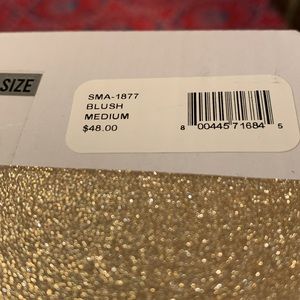 SIZE
SMA-1877
BLUSH
MEDIUM
$48.00
8 00445 71684 5